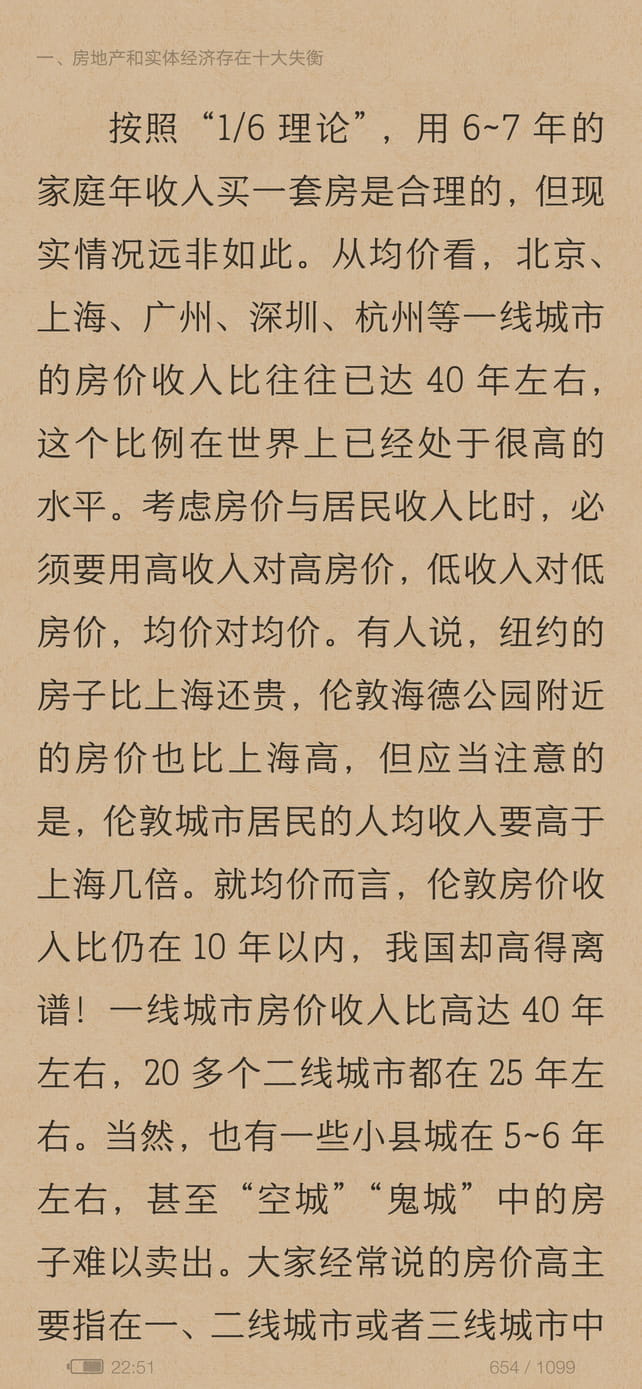 一、房地产和实体经济存在十大失衡
按照“1/6 理论”，用 6~7 年的
家庭年收入买一套房是合理的，但现
实情况远非如此。从均价看，北京、
上海、广州、深圳、杭州等一线城市
的房价收入比往往已达 40 年左右，
这个比例在世界上已经处于很高的
水平。考虑房价与居民收入比时，必
须要用高收入对高房价，低收入对低
房价，均价对均价。有人说，纽约的
房子比上海还贵，伦敦海德公园附近
的房价也比上海高，但应当注意的
是，伦敦城市居民的人均收入要高于
上海几倍。就均价而言，伦敦房价收
入比仍在 10 年以内，我国却高得离
谱！一线城市房价收入比高达 40 年
左右，20 多个二线城市都在 25 年左
右。当然，也有一些小县城在 5~6 年
左右，甚至“空城”“鬼城”中的房
子难以卖出。大家经常说的房价高主
要指在一、二线城市或者三线城市中
22:51
654 / 1099